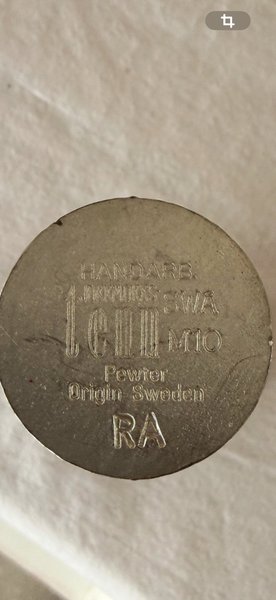 HANDARB.
tenn SWA
M10
Pewter
Origin Sweden
RA